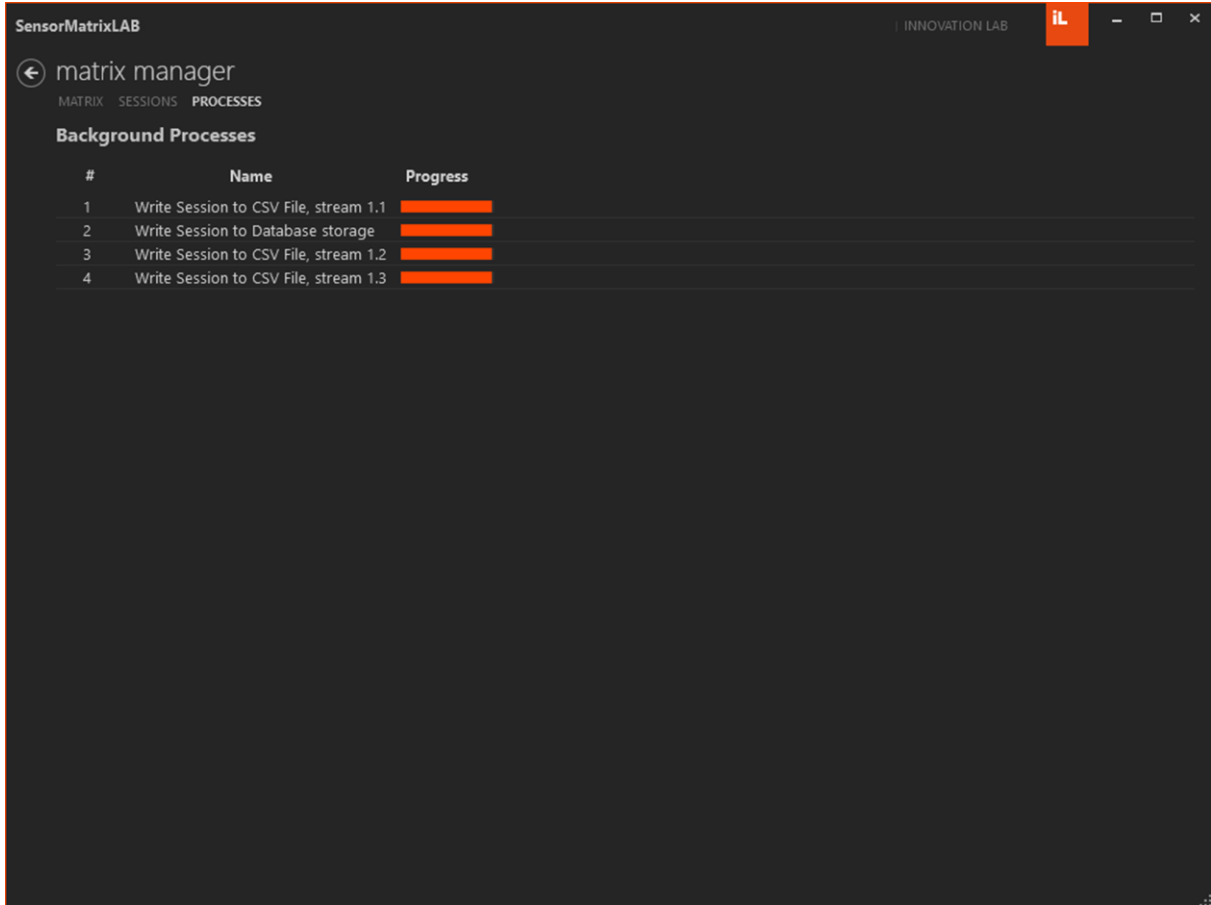 SensorMatrixLAB
INNOVATION LAB
iL
matrix manager
MATRIX SESSIONS PROCESSES
Background Processes
# Name Progress
1 Write Session to CSV File, stream 1.1
2 Write Session to Database storage
3 Write Session to CSV File, stream 1.2
4 Write Session to CSV File, stream 1.3